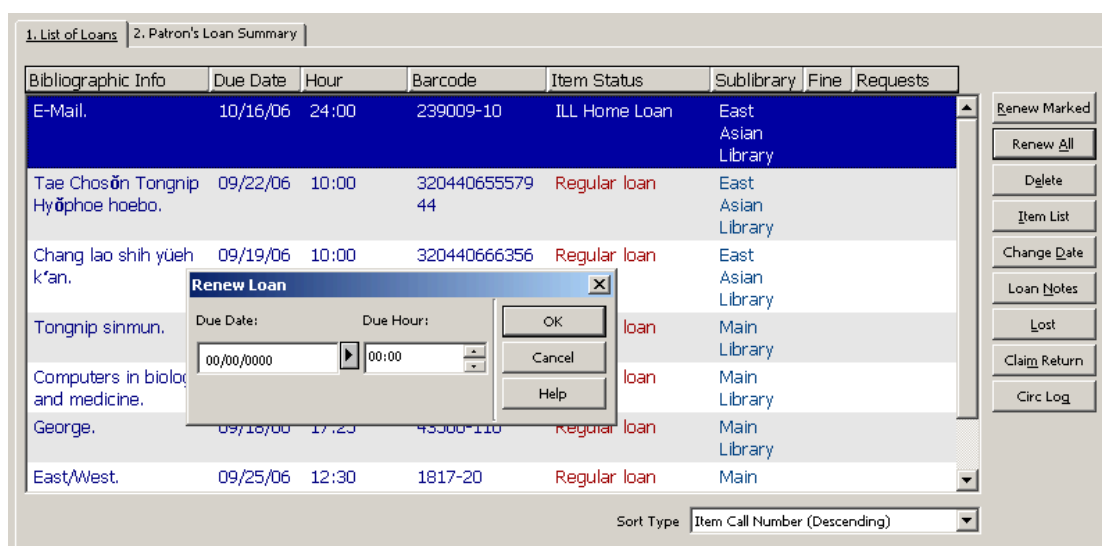 1. List of Loans 2. Patron's Loan Summary
Bibliographic Info Due Date Hour Barcode Item Status Sublibrary Fine Requests
E-Mail. 10/16/06 24:00 239009-10 ILL Home Loan East
Asian
Library
Tae Chosŏn Tongnip 09/22/06 10:00 320440655579 Regular loan East
Hyŏphoe hoebo. 44 Asian
Library
Chang lao shih yüeh 09/19/06 10:00 320440666356 Regular loan East
kʻan. Asian
Library
Tongnip sinmun. loan Main
Library
Computers in biolog loan Main
and medicine. Library
George. Regular loan Main
Library
East/West. 09/25/06 12:30 1817-20 Regular loan Main
Renew Loan
Due Date: Due Hour:
00/00/0000 00:00
OK
Cancel
Help
Renew Marked
Renew All
Delete
Item List
Change Date
Loan Notes
Lost
Claim Return
Circ Log
Sort Type Item Call Number (Descending)